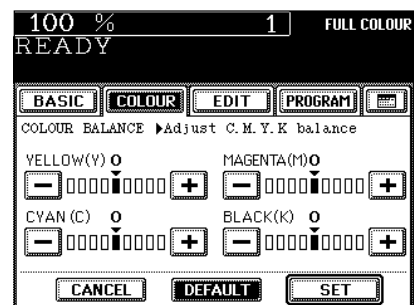 100 % 1 FULL COLOUR
READY
BASIC COLOUR EDIT PROGRAM
COLOUR BALANCE ▶Adjust C.M.Y.K balance
YELLOW(Y) 0 MAGENTA(M)0
− + − +
CYAN (C) 0 BLACK(K) 0
− + − +
CANCEL DEFAULT SET